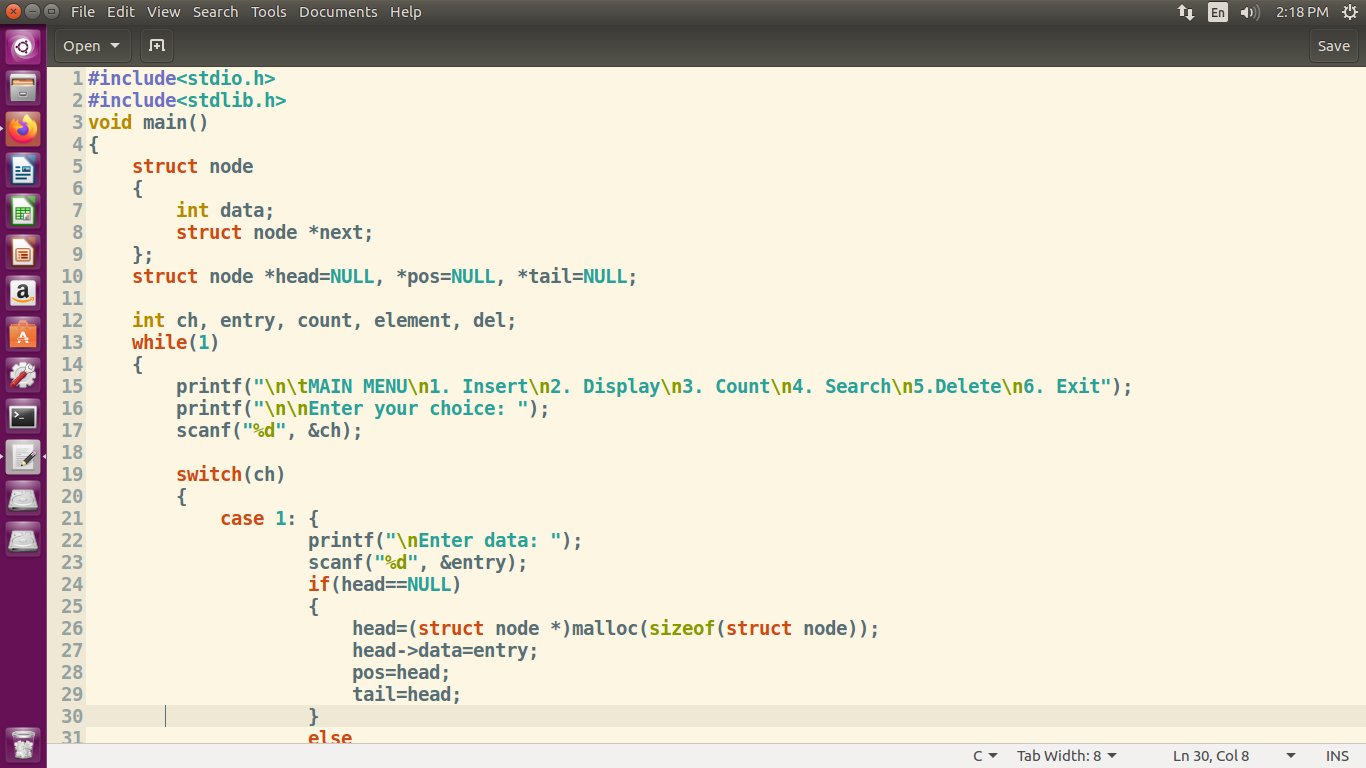 File Edit View Search Tools Documents Help En 2:18 PM
Open Save
1 #include<stdio.h>
2 #include<stdlib.h>
3 void main()
4 {
5     struct node
6     {
7         int data;
8         struct node *next;
9     };
10     struct node *head=NULL, *pos=NULL, *tail=NULL;
11
12     int ch, entry, count, element, del;
13     while(1)
14     {
15         printf("\n\tMAIN MENU\n1. Insert\n2. Display\n3. Count\n4. Search\n5.Delete\n6. Exit");
16         printf("\n\nEnter your choice: ");
17         scanf("%d", &ch);
18
19         switch(ch)
20         {
21             case 1: {
22                     printf("\nEnter data: ");
23                     scanf("%d", &entry);
24                     if(head==NULL)
25                     {
26                         head=(struct node *)malloc(sizeof(struct node));
27                         head->data=entry;
28                         pos=head;
29                         tail=head;
30                     }
31                     else
C Tab Width: 8 Ln 30, Col 8 INS